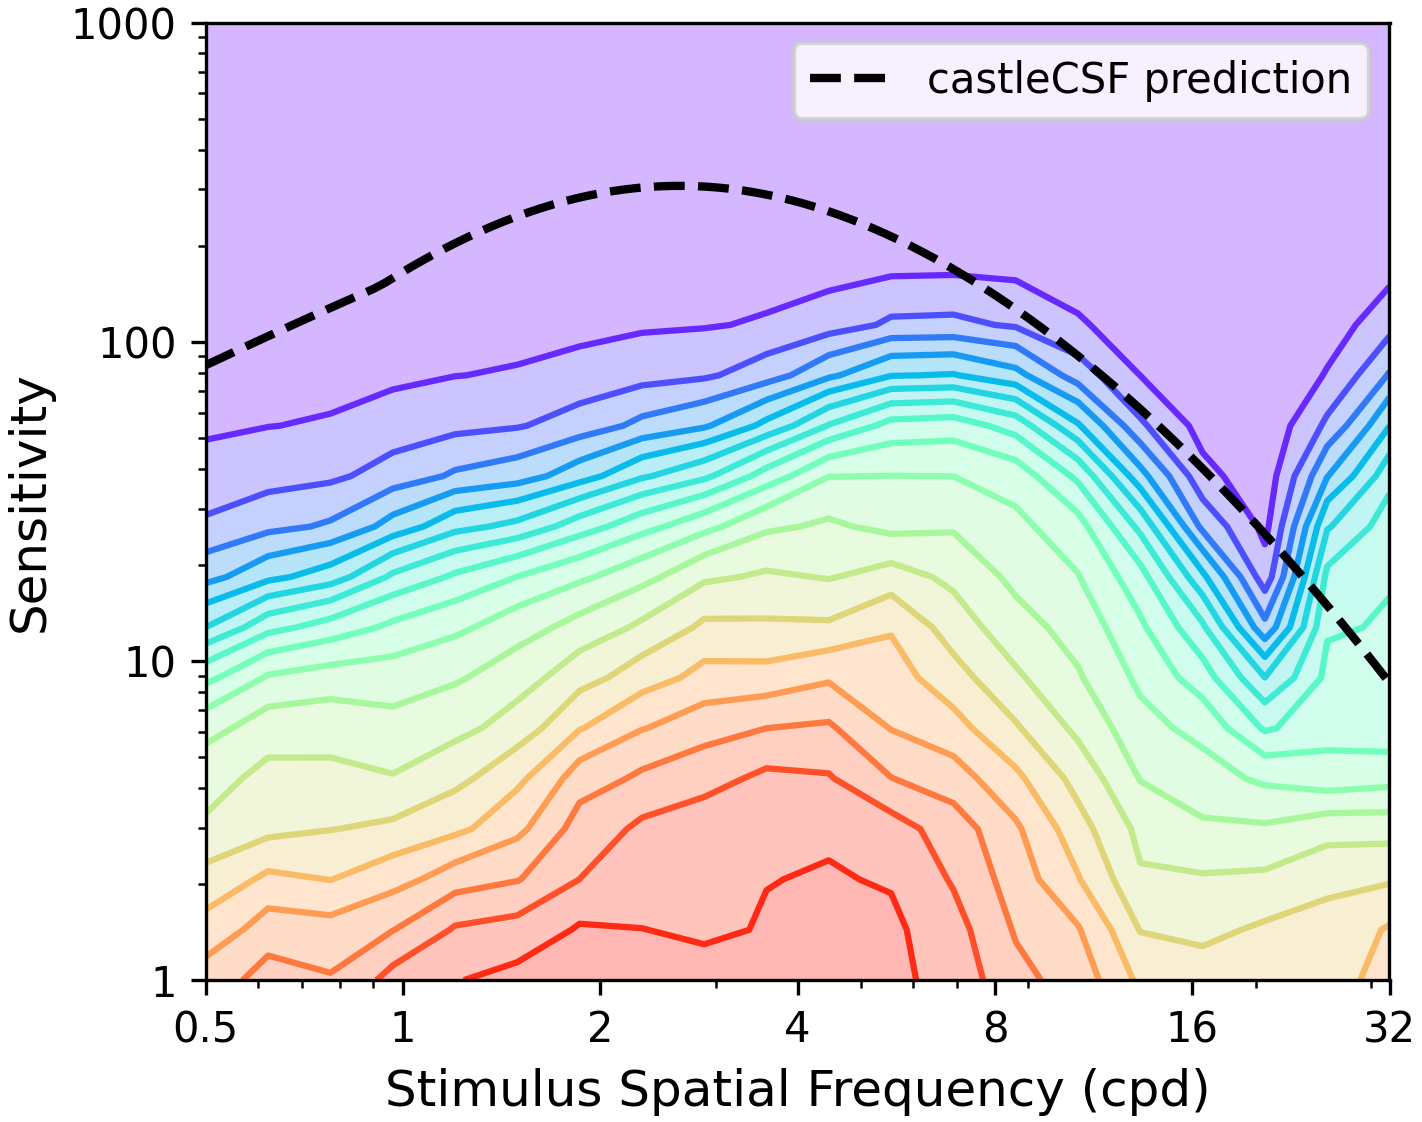 1000
castleCSF prediction
100
Sensitivity
10
1
0.5 1 2 4 8 16 32
Stimulus Spatial Frequency (cpd)